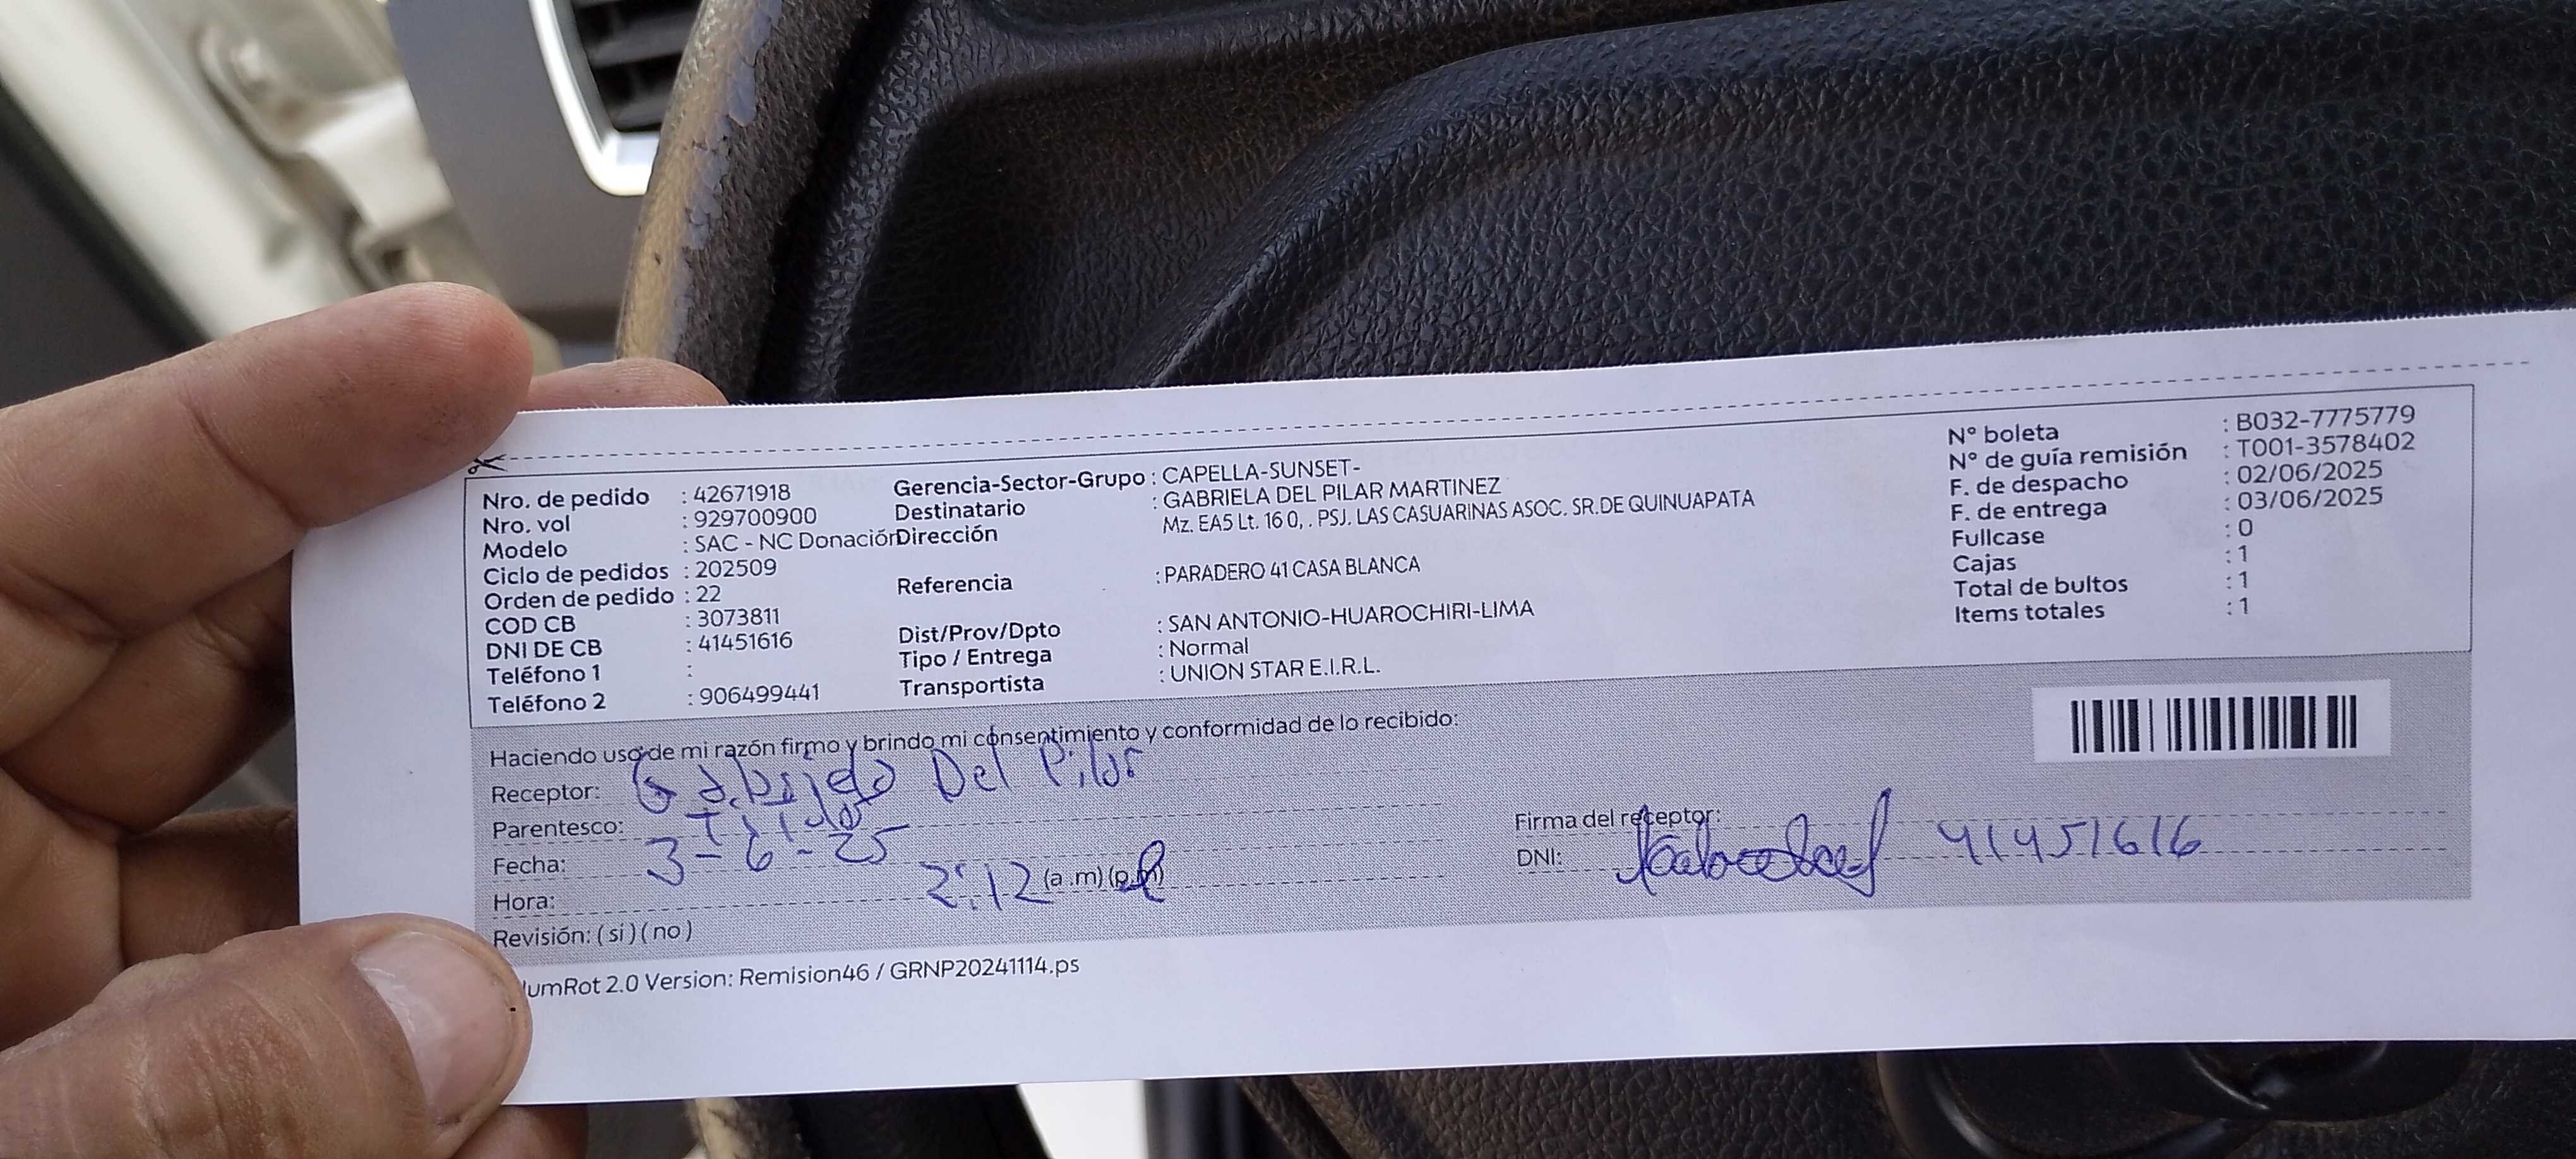 Nro. de pedido : 42671918
Nro. vol : 929700900
Modelo : SAC - NC Donación
Ciclo de pedidos : 202509
Orden de pedido : 22
COD CB : 3073811
DNI DE CB : 41451616
Teléfono 1 :
Teléfono 2 : 906499441
Gerencia-Sector-Grupo : CAPELLA-SUNSET-
Destinatario : GABRIELA DEL PILAR MARTINEZ
Dirección Mz. EA5 Lt. 16 0, . PSJ. LAS CASUARINAS ASOC. SR.DE QUINUAPATA
Referencia : PARADERO 41 CASA BLANCA
Dist/Prov/Dpto : SAN ANTONIO-HUAROCHIRI-LIMA
Tipo / Entrega : Normal
Transportista : UNION STAR E.I.R.L.
N° boleta : B032-7775779
N° de guía remisión : T001-3578402
F. de despacho : 02/06/2025
F. de entrega : 03/06/2025
Fullcase : 0
Cajas : 1
Total de bultos : 1
Items totales : 1
Haciendo uso de mi razón firmo y brindo mi consentimiento y conformidad de lo recibido:
Receptor: Del Pilar
Parentesco:
Fecha: 3-6-25
Hora: 2:12 (a.m) (p.m)
Revisión: ( si ) ( no )
Firma del receptor:
DNI: 41451616
umRot 2.0 Version: Remision46 / GRNP20241114.ps